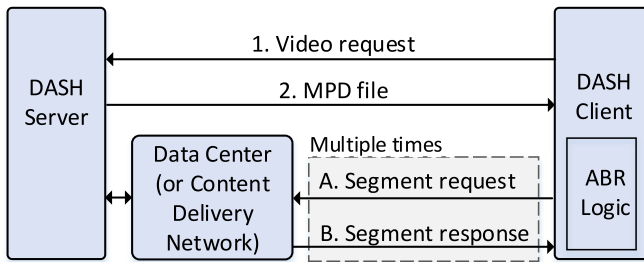 1. Video request
DASH
Server
2. MPD file
DASH
Client
Multiple times
Data Center
(or Content
Delivery
Network)
A. Segment request
B. Segment response
ABR
Logic